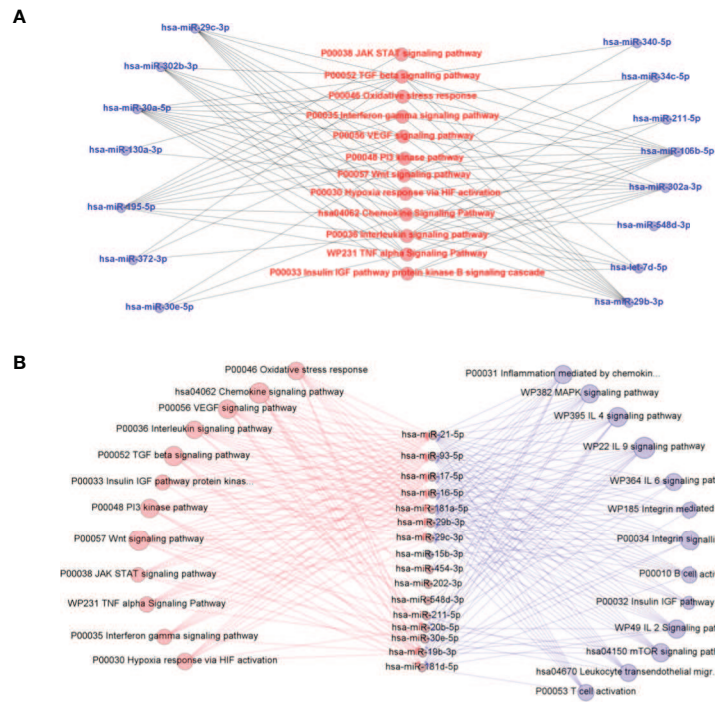 A
hsa-miR-29c-3p
hsa-miR-302b-3p
hsa-miR-30a-5p
hsa-miR-130a-3p
hsa-miR-195-5p
hsa-miR-372-3p
hsa-miR-30e-5p
P00038 JAK STAT signaling pathway
P00052 TGF beta signaling pathway
P00046 Oxidative stress response
P00035 Interferon gamma signaling pathway
P00056 VEGF signaling pathway
P00048 PI3 kinase pathway
P00057 Wnt signaling pathway
P00030 Hypoxia response via HIF activation
hsa04062 Chemokine Signaling Pathway
P00036 Interleukin signaling pathway
WP231 TNF alpha Signaling Pathway
P00033 Insulin IGF pathway protein kinase B signaling cascade
hsa-miR-340-5p
hsa-miR-34c-5p
hsa-miR-211-5p
hsa-miR-106b-5p
hsa-miR-302a-3p
hsa-miR-548d-3p
hsa-let-7d-5p
hsa-miR-29b-3p
B
P00046 Oxidative stress response
hsa04062 Chemokine signaling pathway
P00056 VEGF signaling pathway
P00036 Interleukin signaling pathway
P00052 TGF beta signaling pathway
P00033 Insulin IGF pathway protein kinas...
P00048 PI3 kinase pathway
P00057 Wnt signaling pathway
P00038 JAK STAT signaling pathway
WP231 TNF alpha Signaling Pathway
P00035 Interferon gamma signaling pathway
P00030 Hypoxia response via HIF activation
hsa-miR-21-5p
hsa-miR-93-5p
hsa-miR-17-5p
hsa-miR-16-5p
hsa-miR-181a-5p
hsa-miR-29b-3p
hsa-miR-29c-3p
hsa-miR-15b-3p
hsa-miR-454-3p
hsa-miR-202-3p
hsa-miR-548d-3p
hsa-miR-211-5p
hsa-miR-20b-5p
hsa-miR-30e-5p
hsa-miR-19b-3p
hsa-miR-181d-5p
P00031 Inflammation mediated by chemokin...
WP382 MAPK signaling pathway
WP395 IL 4 signaling pathway
WP22 IL 9 signaling pathway
WP364 IL 6 signaling pat
WP185 Integrin mediated
P00034 Integrin signalli
P00010 B cell acti
P00032 Insulin IGF pathway
WP49 IL 2 Signaling pat
hsa04150 mTOR signaling pat
hsa04670 Leukocyte transendothelial migr.
P00053 T cell activation